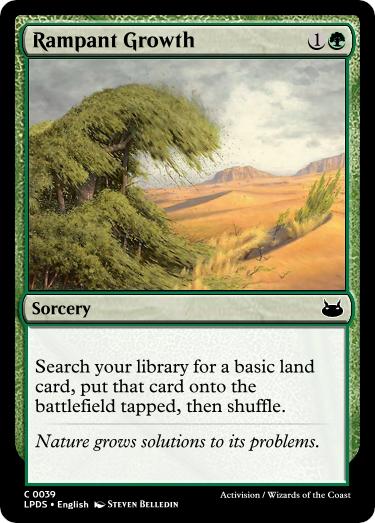 Rampant Growth 1
Sorcery
Search your library for a basic land
card, put that card onto the
battlefield tapped, then shuffle.
Nature grows solutions to its problems.
C 0039
LPDS • English Steven Belledin
Activision / Wizards of the Coast